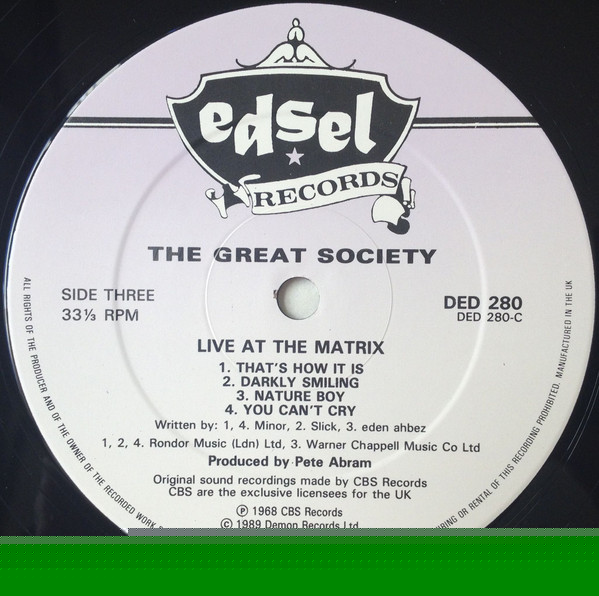 edsel
RECORDS
THE GREAT SOCIETY
SIDE THREE
33⅓ RPM
DED 280
DED 280-C
LIVE AT THE MATRIX
1. THAT'S HOW IT IS
2. DARKLY SMILING
3. NATURE BOY
4. YOU CAN'T CRY
Written by: 1, 4. Minor, 2. Slick, 3. eden ahbez
1, 2, 4. Rondor Music (Ldn) Ltd, 3. Warner Chappell Music Co Ltd
Produced by Pete Abram
Original sound recordings made by CBS Records
CBS are the exclusive licensees for the UK
℗ 1968 CBS Records
© 1989 Demon Records Ltd
ALL RIGHTS OF THE PRODUCER AND OF THE OWNER OF THE RECORDED WORK
OR RENTAL OF THIS RECORDING PROHIBITED. MANUFACTURED IN THE UK